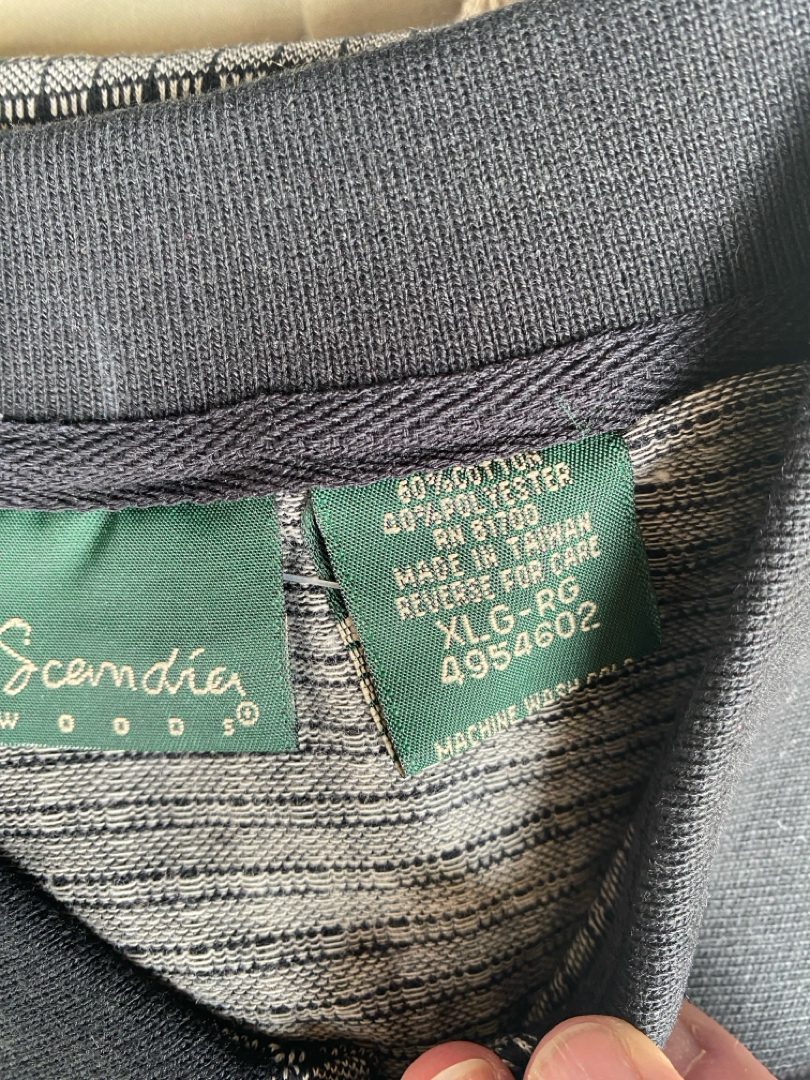 Scandia
WOODS®
60% COTTON
40% POLYESTER
RN 81700
MADE IN TAIWAN
REVERSE FOR CARE
XLG-RG
4954602
MACHINE WASH COLD